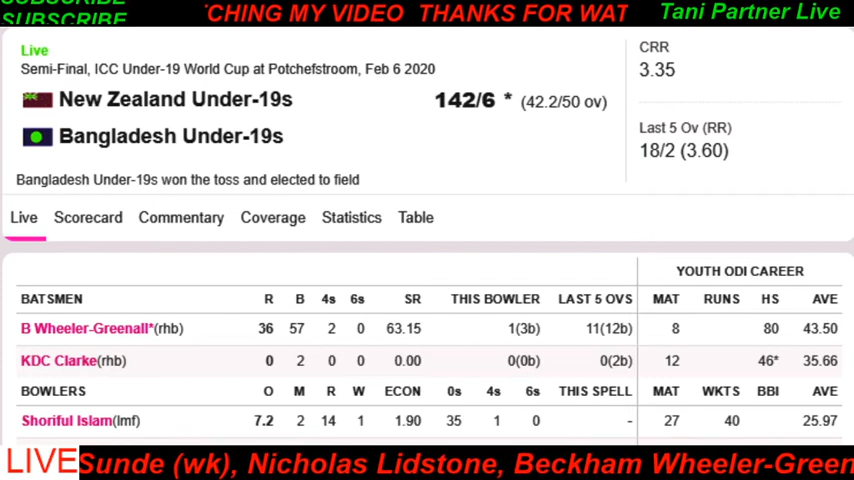 SUBSCRIBE
SUBSCRIBE
CHING MY VIDEO THANKS FOR WAT
Tani Partner Live
Live
Semi-Final, ICC Under-19 World Cup at Potchefstroom, Feb 6 2020
New Zealand Under-19s 142/6 * (42.2/50 ov)
Bangladesh Under-19s
Bangladesh Under-19s won the toss and elected to field
CRR
3.35
Last 5 Ov (RR)
18/2 (3.60)
Live Scorecard Commentary Coverage Statistics Table
YOUTH ODI CAREER
BATSMEN R B 4s 6s SR THIS BOWLER LAST 5 OVS MAT RUNS HS AVE
B Wheeler-Greenall*(rhb) 36 57 2 0 63.15 1(3b) 11(12b) 8 80 43.50
KDC Clarke(rhb) 0 2 0 0 0.00 0(0b) 0(2b) 12 46* 35.66
BOWLERS O M R W ECON 0s 4s 6s THIS SPELL MAT WKTS BBI AVE
Shoriful Islam(lmf) 7.2 2 14 1 1.90 35 1 0 - 27 40 25.97
LIVE Sunde (wk), Nicholas Lidstone, Beckham Wheeler-Green